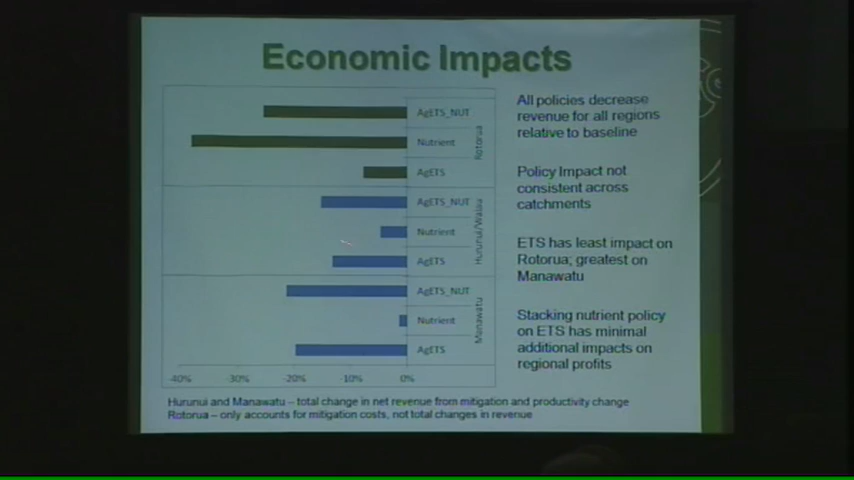 Economic Impacts
AgETS_NUT
Nutrient
AgETS
Rotorua
AgETS_NUT
Nutrient
AgETS
Hurunui/Waiau
AgETS_NUT
Nutrient
AgETS
Manawatu
-40% -30% -20% -10% 0%
All policies decrease
revenue for all regions
relative to baseline
Policy Impact not
consistent across
catchments
ETS has least impact on
Rotorua; greatest on
Manawatu
Stacking nutrient policy
on ETS has minimal
additional impacts on
regional profits
Hurunui and Manawatu – total change in net revenue from mitigation and productivity change
Rotorua – only accounts for mitigation costs, not total changes in revenue